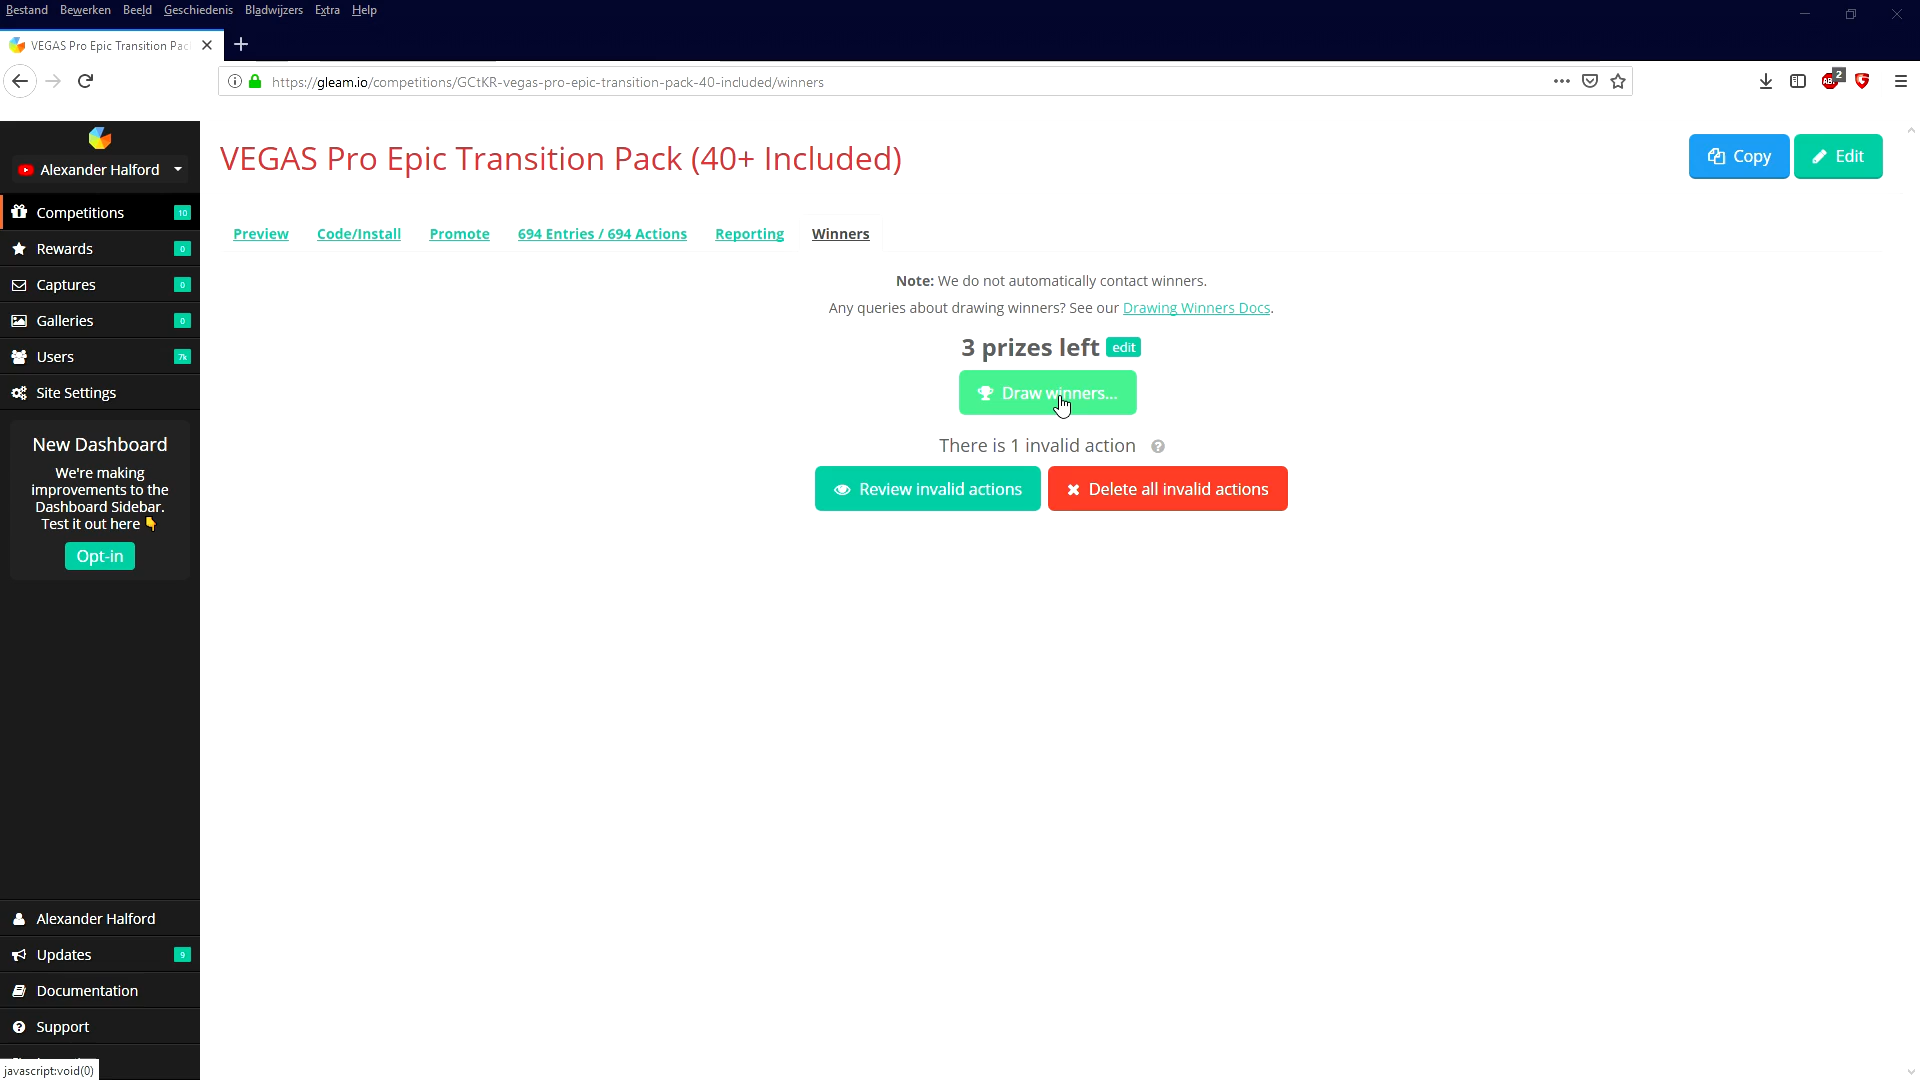 Bestand Bewerken Beeld Geschiedenis Bladwijzers Extra Help
VEGAS Pro Epic Transition Pac
https://gleam.io/competitions/GCtKR-vegas-pro-epic-transition-pack-40-included/winners
2
Alexander Halford
VEGAS Pro Epic Transition Pack (40+ Included)
Copy
Edit
Competitions 10
Rewards 0
Captures 0
Galleries 0
Users 7k
Site Settings
New Dashboard
We're making
improvements to the
Dashboard Sidebar.
Test it out here
Opt-in
Preview Code/Install Promote 694 Entries / 694 Actions Reporting Winners
Note: We do not automatically contact winners.
Any queries about drawing winners? See our Drawing Winners Docs.
3 prizes left edit
Draw winners...
There is 1 invalid action ?
Review invalid actions Delete all invalid actions
Alexander Halford
Updates 9
Documentation
Support
javascript:void(0)